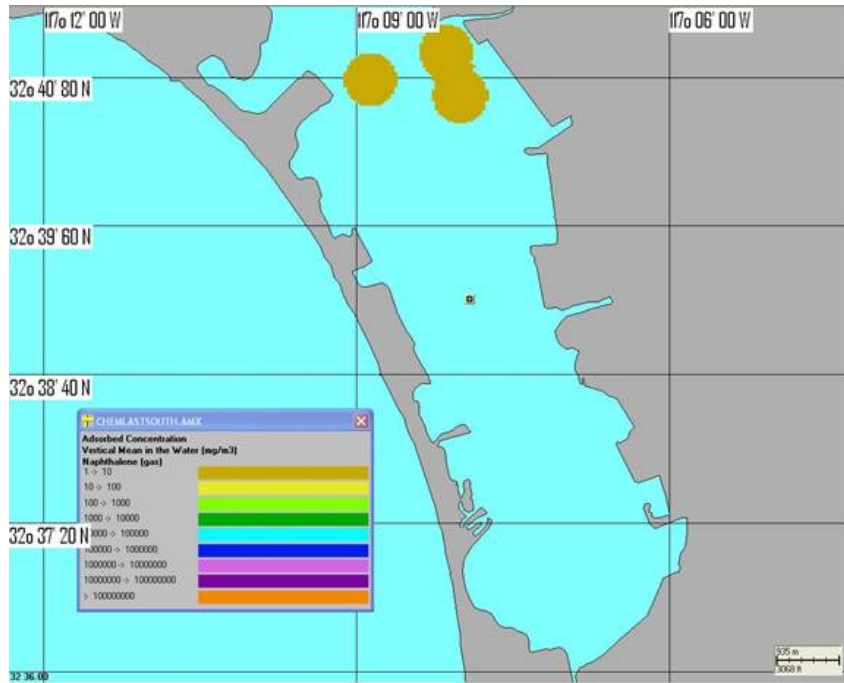 117o 12' 00 W
117o 09' 00 W
117o 06' 00 W
32o 40' 80 N
32o 39' 60 N
32o 38' 40 N
CHEMLASTSOUTH.AMX
Adsorbed Concentration
Vertical Mean in the Water (mg/m3)
Naphthalene (gas)
1 -> 10
10 -> 100
100 -> 1000
1000 -> 10000
0000 -> 100000
32o 37' 20 N
00000 -> 1000000
1000000 -> 10000000
10000000 -> 100000000
> 100000000
935 m
3068 ft
32 36.00